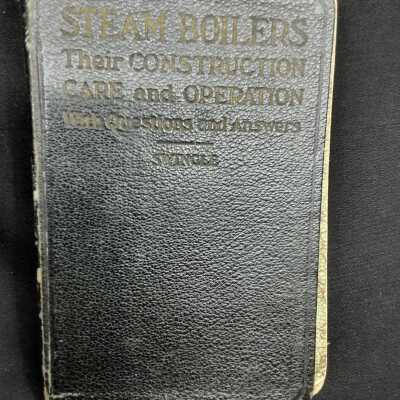 STEAM BOILERS
Their CONSTRUCTION
CARE and OPERATION
With Questions and Answers
SWINGLE